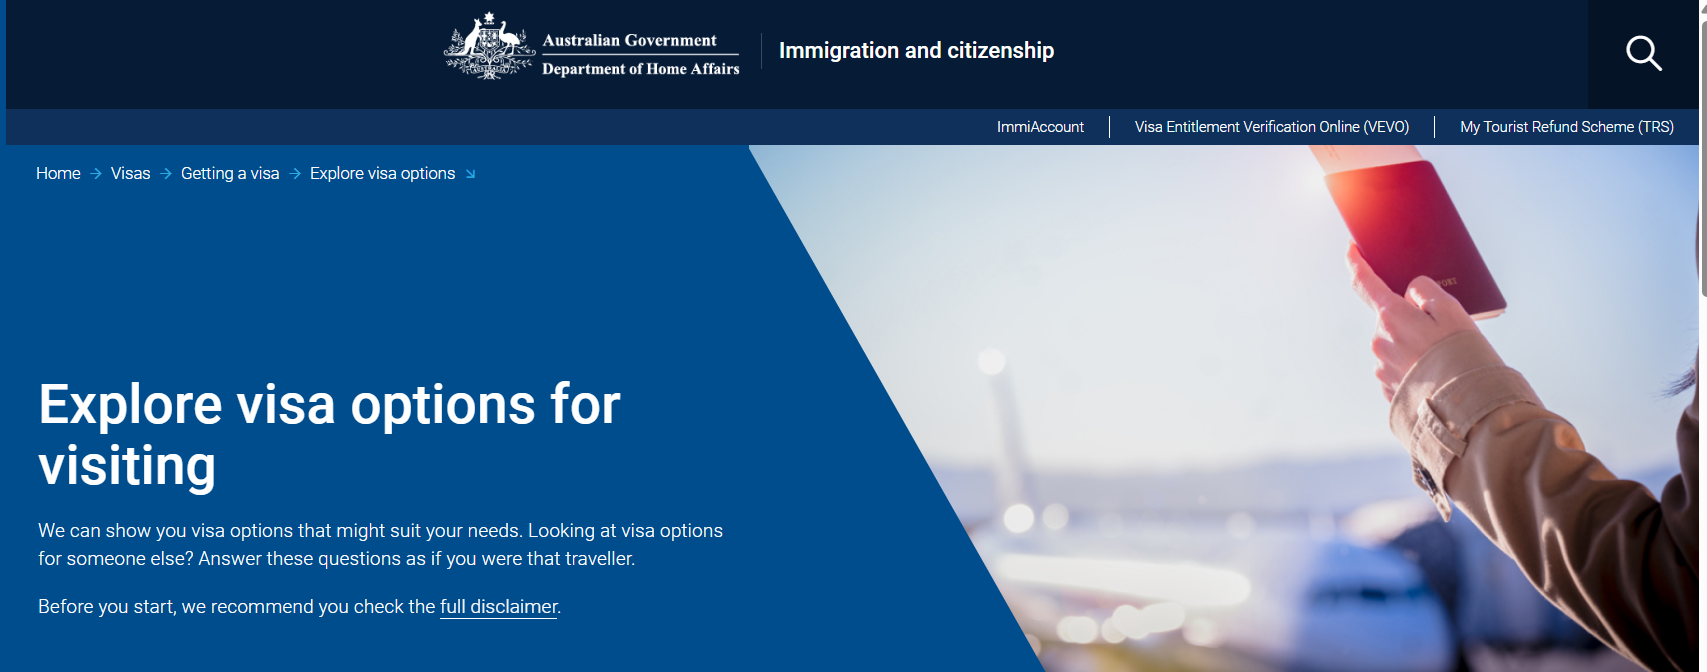 Australian Government
Department of Home Affairs
Immigration and citizenship
ImmiAccount
Visa Entitlement Verification Online (VEVO)
My Tourist Refund Scheme (TRS)
Home
Visas
Getting a visa
Explore visa options
Explore visa options for
visiting
We can show you visa options that might suit your needs. Looking at visa options
for someone else? Answer these questions as if you were that traveller.
Before you start, we recommend you check the full disclaimer.